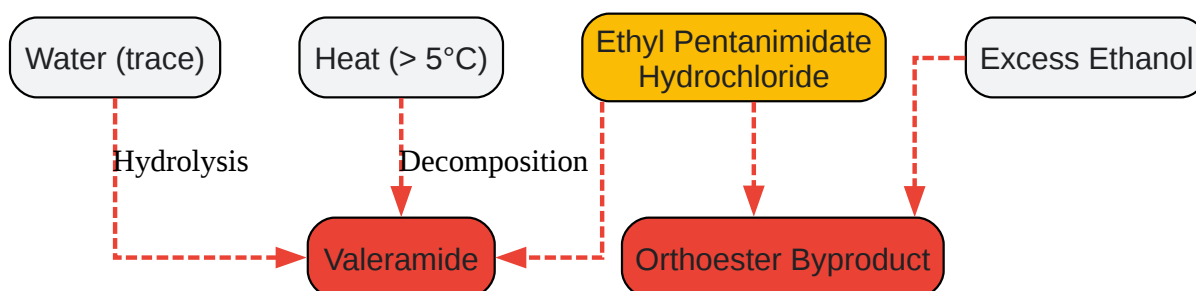 Water (trace)
Heat (> 5°C)
Ethyl Pentanimidate
Hydrochloride
Excess Ethanol
Hydrolysis
Decomposition
Valeramide
Orthoester Byproduct